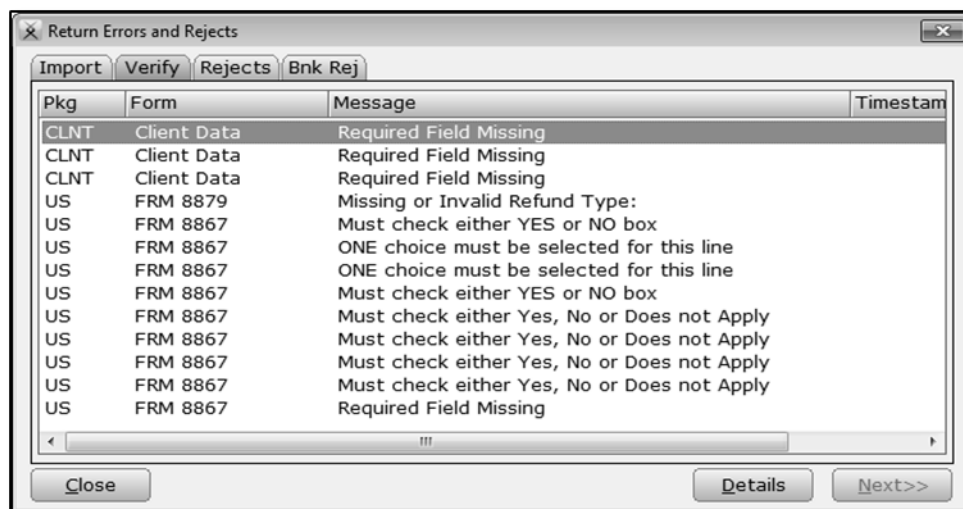 Return Errors and Rejects
Import Verify Rejects Bnk Rej
Pkg Form Message Timestam
CLNT Client Data Required Field Missing
CLNT Client Data Required Field Missing
CLNT Client Data Required Field Missing
US FRM 8879 Missing or Invalid Refund Type:
US FRM 8867 Must check either YES or NO box
US FRM 8867 ONE choice must be selected for this line
US FRM 8867 ONE choice must be selected for this line
US FRM 8867 Must check either YES or NO box
US FRM 8867 Must check either Yes, No or Does not Apply
US FRM 8867 Must check either Yes, No or Does not Apply
US FRM 8867 Must check either Yes, No or Does not Apply
US FRM 8867 Must check either Yes, No or Does not Apply
US FRM 8867 Required Field Missing
Close Details Next>>